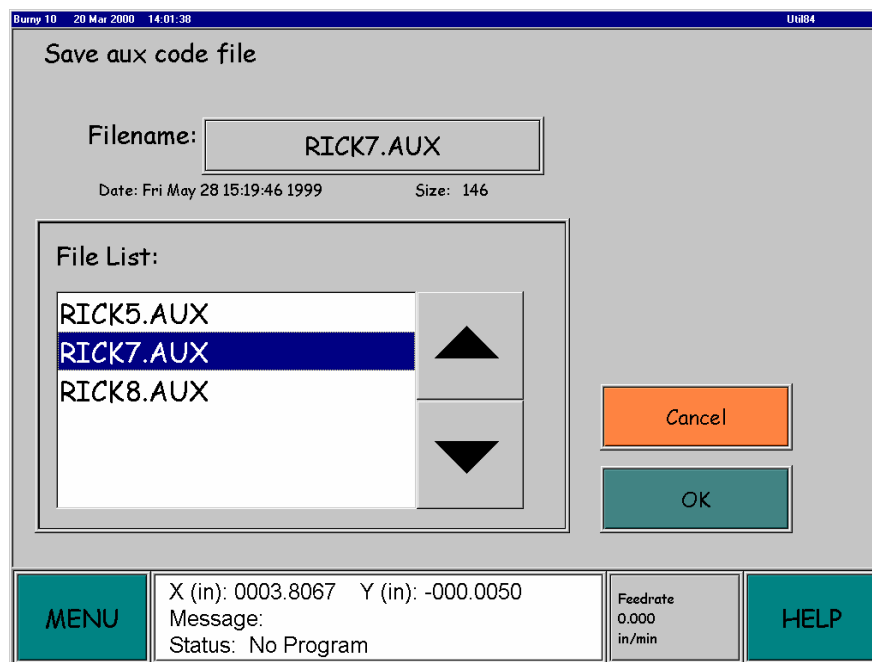 Burny 10 20 Mar 2000 14:01:38 Util84
Save aux code file
Filename: RICK7.AUX
Date: Fri May 28 15:19:46 1999 Size: 146
File List:
RICK5.AUX
RICK7.AUX
RICK8.AUX
Cancel
OK
MENU
X (in): 0003.8067 Y (in): -000.0050
Message:
Status: No Program
Feedrate
0.000
in/min
HELP